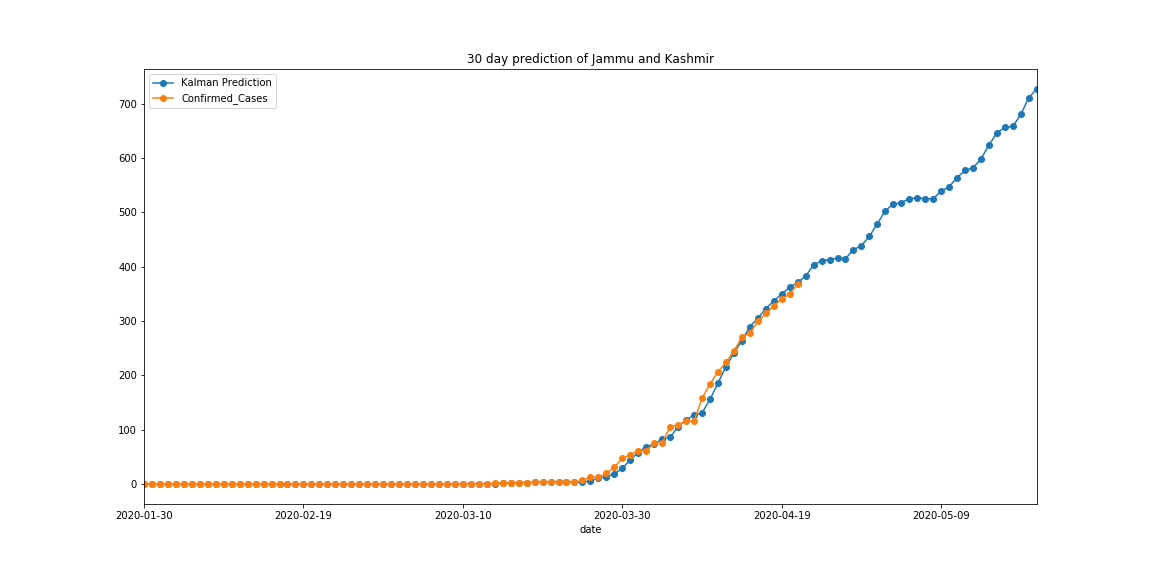 30 day prediction of Jammu and Kashmir
Kalman Prediction
Confirmed_Cases
700
600
500
400
300
200
100
0
2020-01-30 2020-02-19 2020-03-10 2020-03-30 2020-04-19 2020-05-09
date